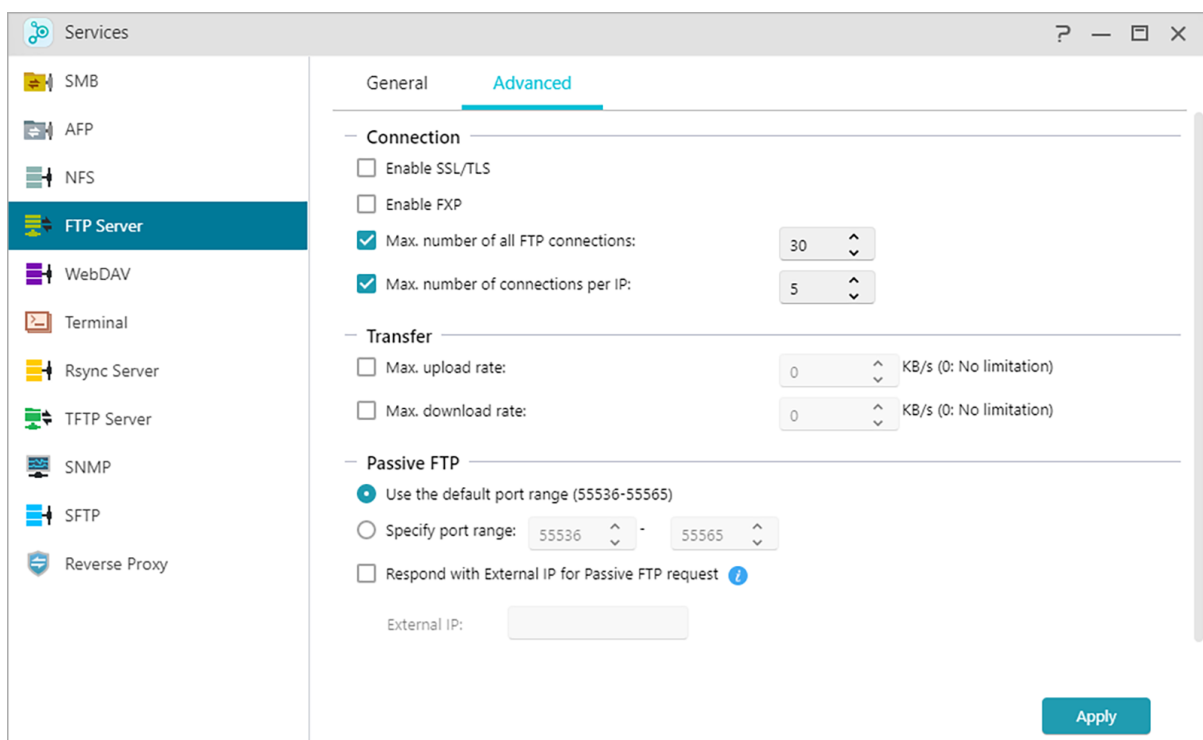 Services
SMB
AFP
NFS
FTP Server
WebDAV
Terminal
Rsync Server
TFTP Server
SNMP
SFTP
Reverse Proxy
General Advanced
Connection
Enable SSL/TLS
Enable FXP
Max. number of all FTP connections: 30
Max. number of connections per IP: 5
Transfer
Max. upload rate: 0 KB/s (0: No limitation)
Max. download rate: 0 KB/s (0: No limitation)
Passive FTP
Use the default port range (55536-55565)
Specify port range: 55536 - 55565
Respond with External IP for Passive FTP request i
External IP:
Apply